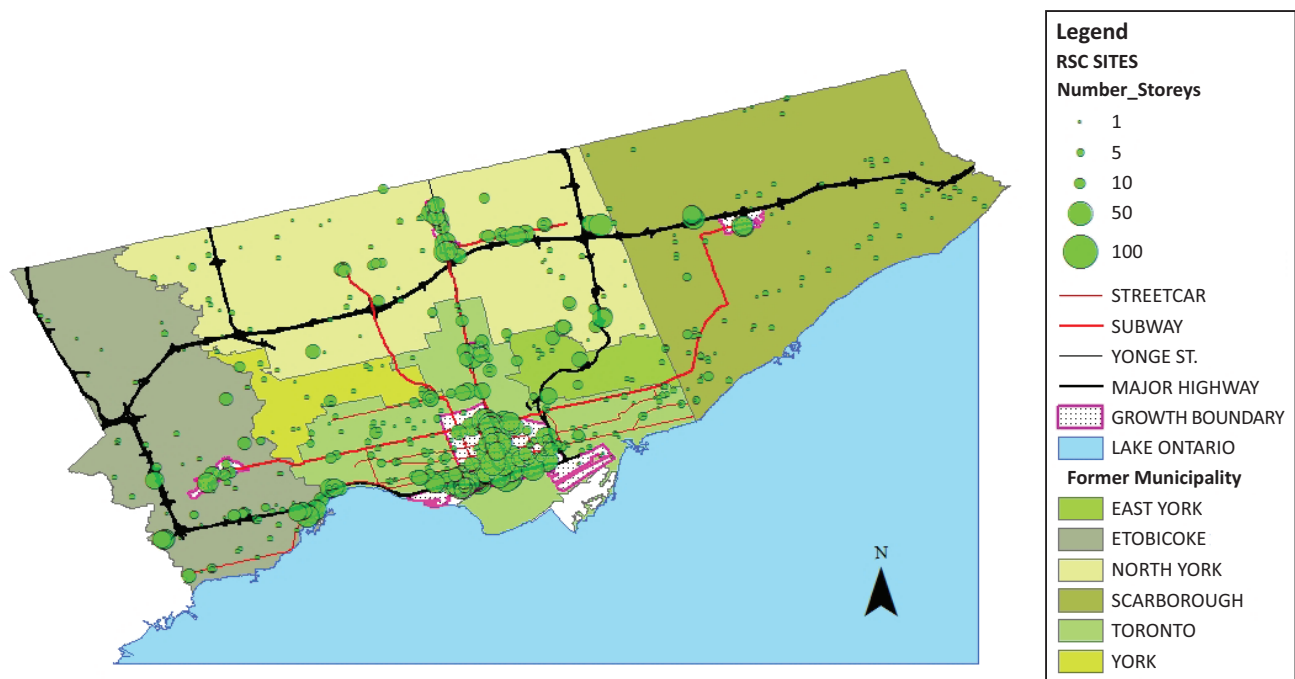 Legend
RSC SITES
Number_Storeys
1
5
10
50
100
STREETCAR
SUBWAY
YONGE ST.
MAJOR HIGHWAY
GROWTH BOUNDARY
LAKE ONTARIO
Former Municipality
EAST YORK
ETOBICOKE
NORTH YORK
SCARBOROUGH
TORONTO
YORK
N